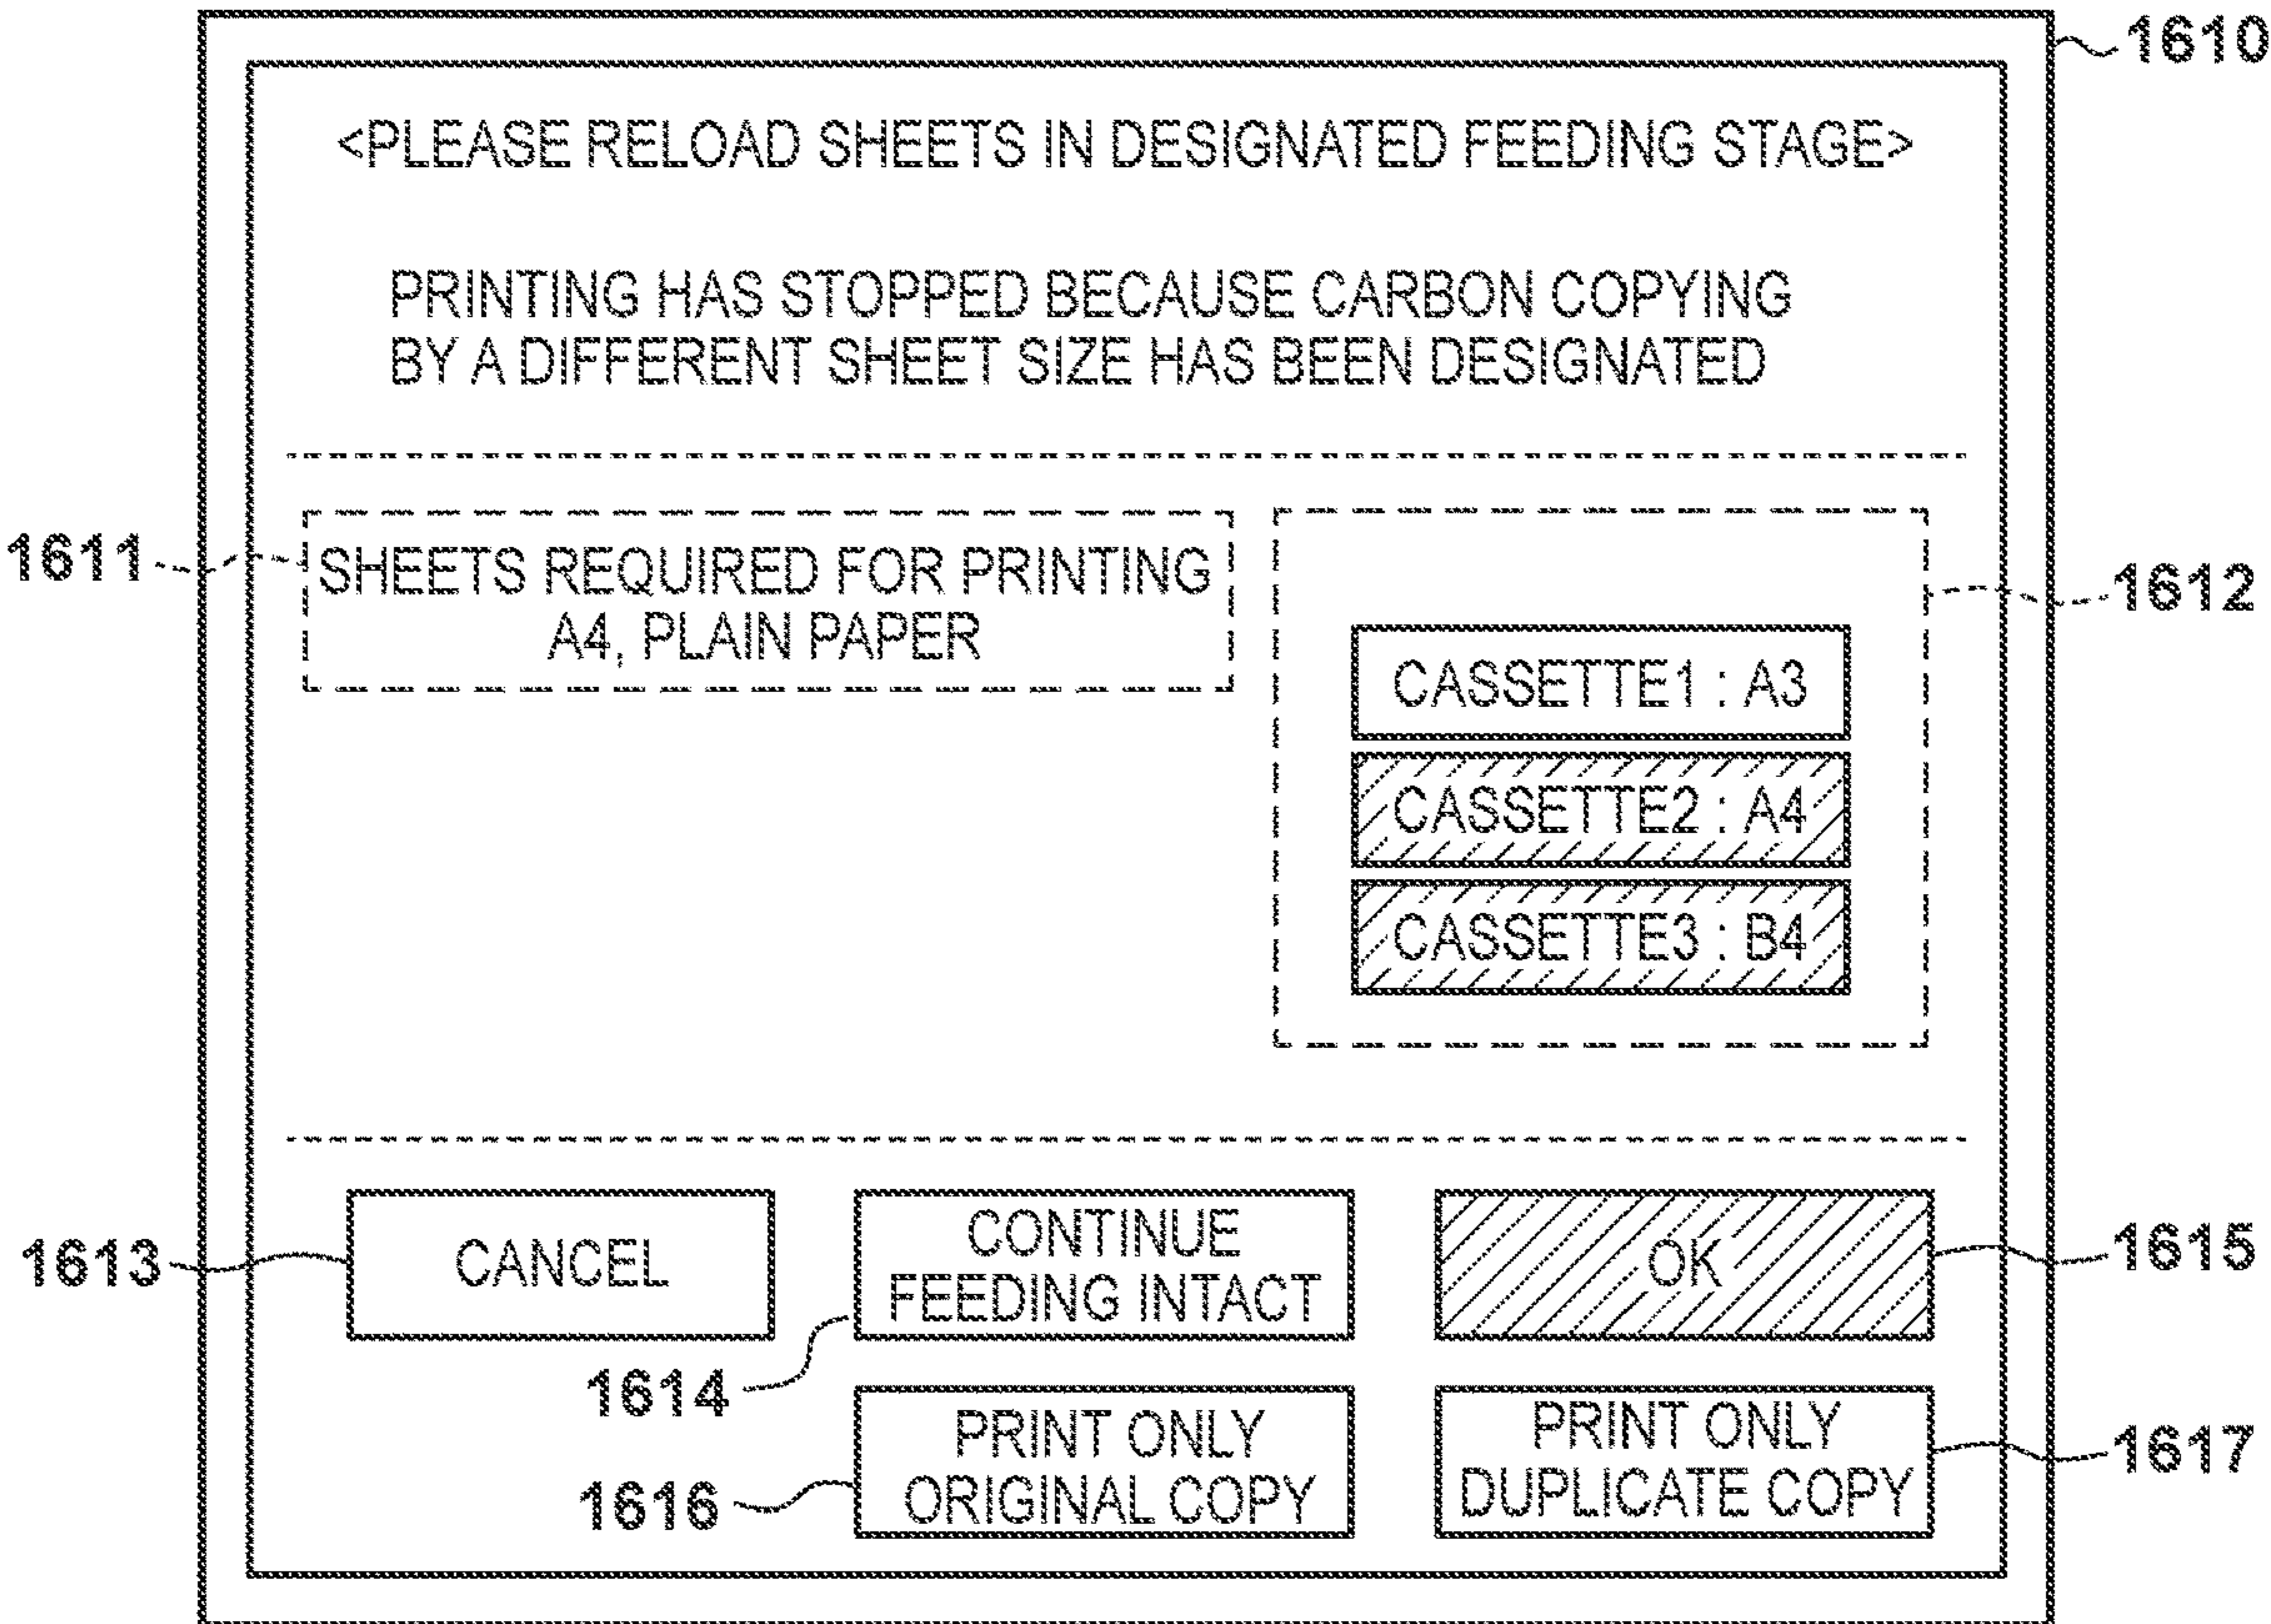 1610
<PLEASE RELOAD SHEETS IN DESIGNATED FEEDING STAGE>
PRINTING HAS STOPPED BECAUSE CARBON COPYING
BY A DIFFERENT SHEET SIZE HAS BEEN DESIGNATED
1611
SHEETS REQUIRED FOR PRINTING
A4, PLAIN PAPER
1612
CASSETTE1 : A3
CASSETTE2 : A4
CASSETTE3 : B4
1613
CANCEL
CONTINUE
FEEDING INTACT
1614
OK
1615
PRINT ONLY
ORIGINAL COPY
1616
PRINT ONLY
DUPLICATE COPY
1617